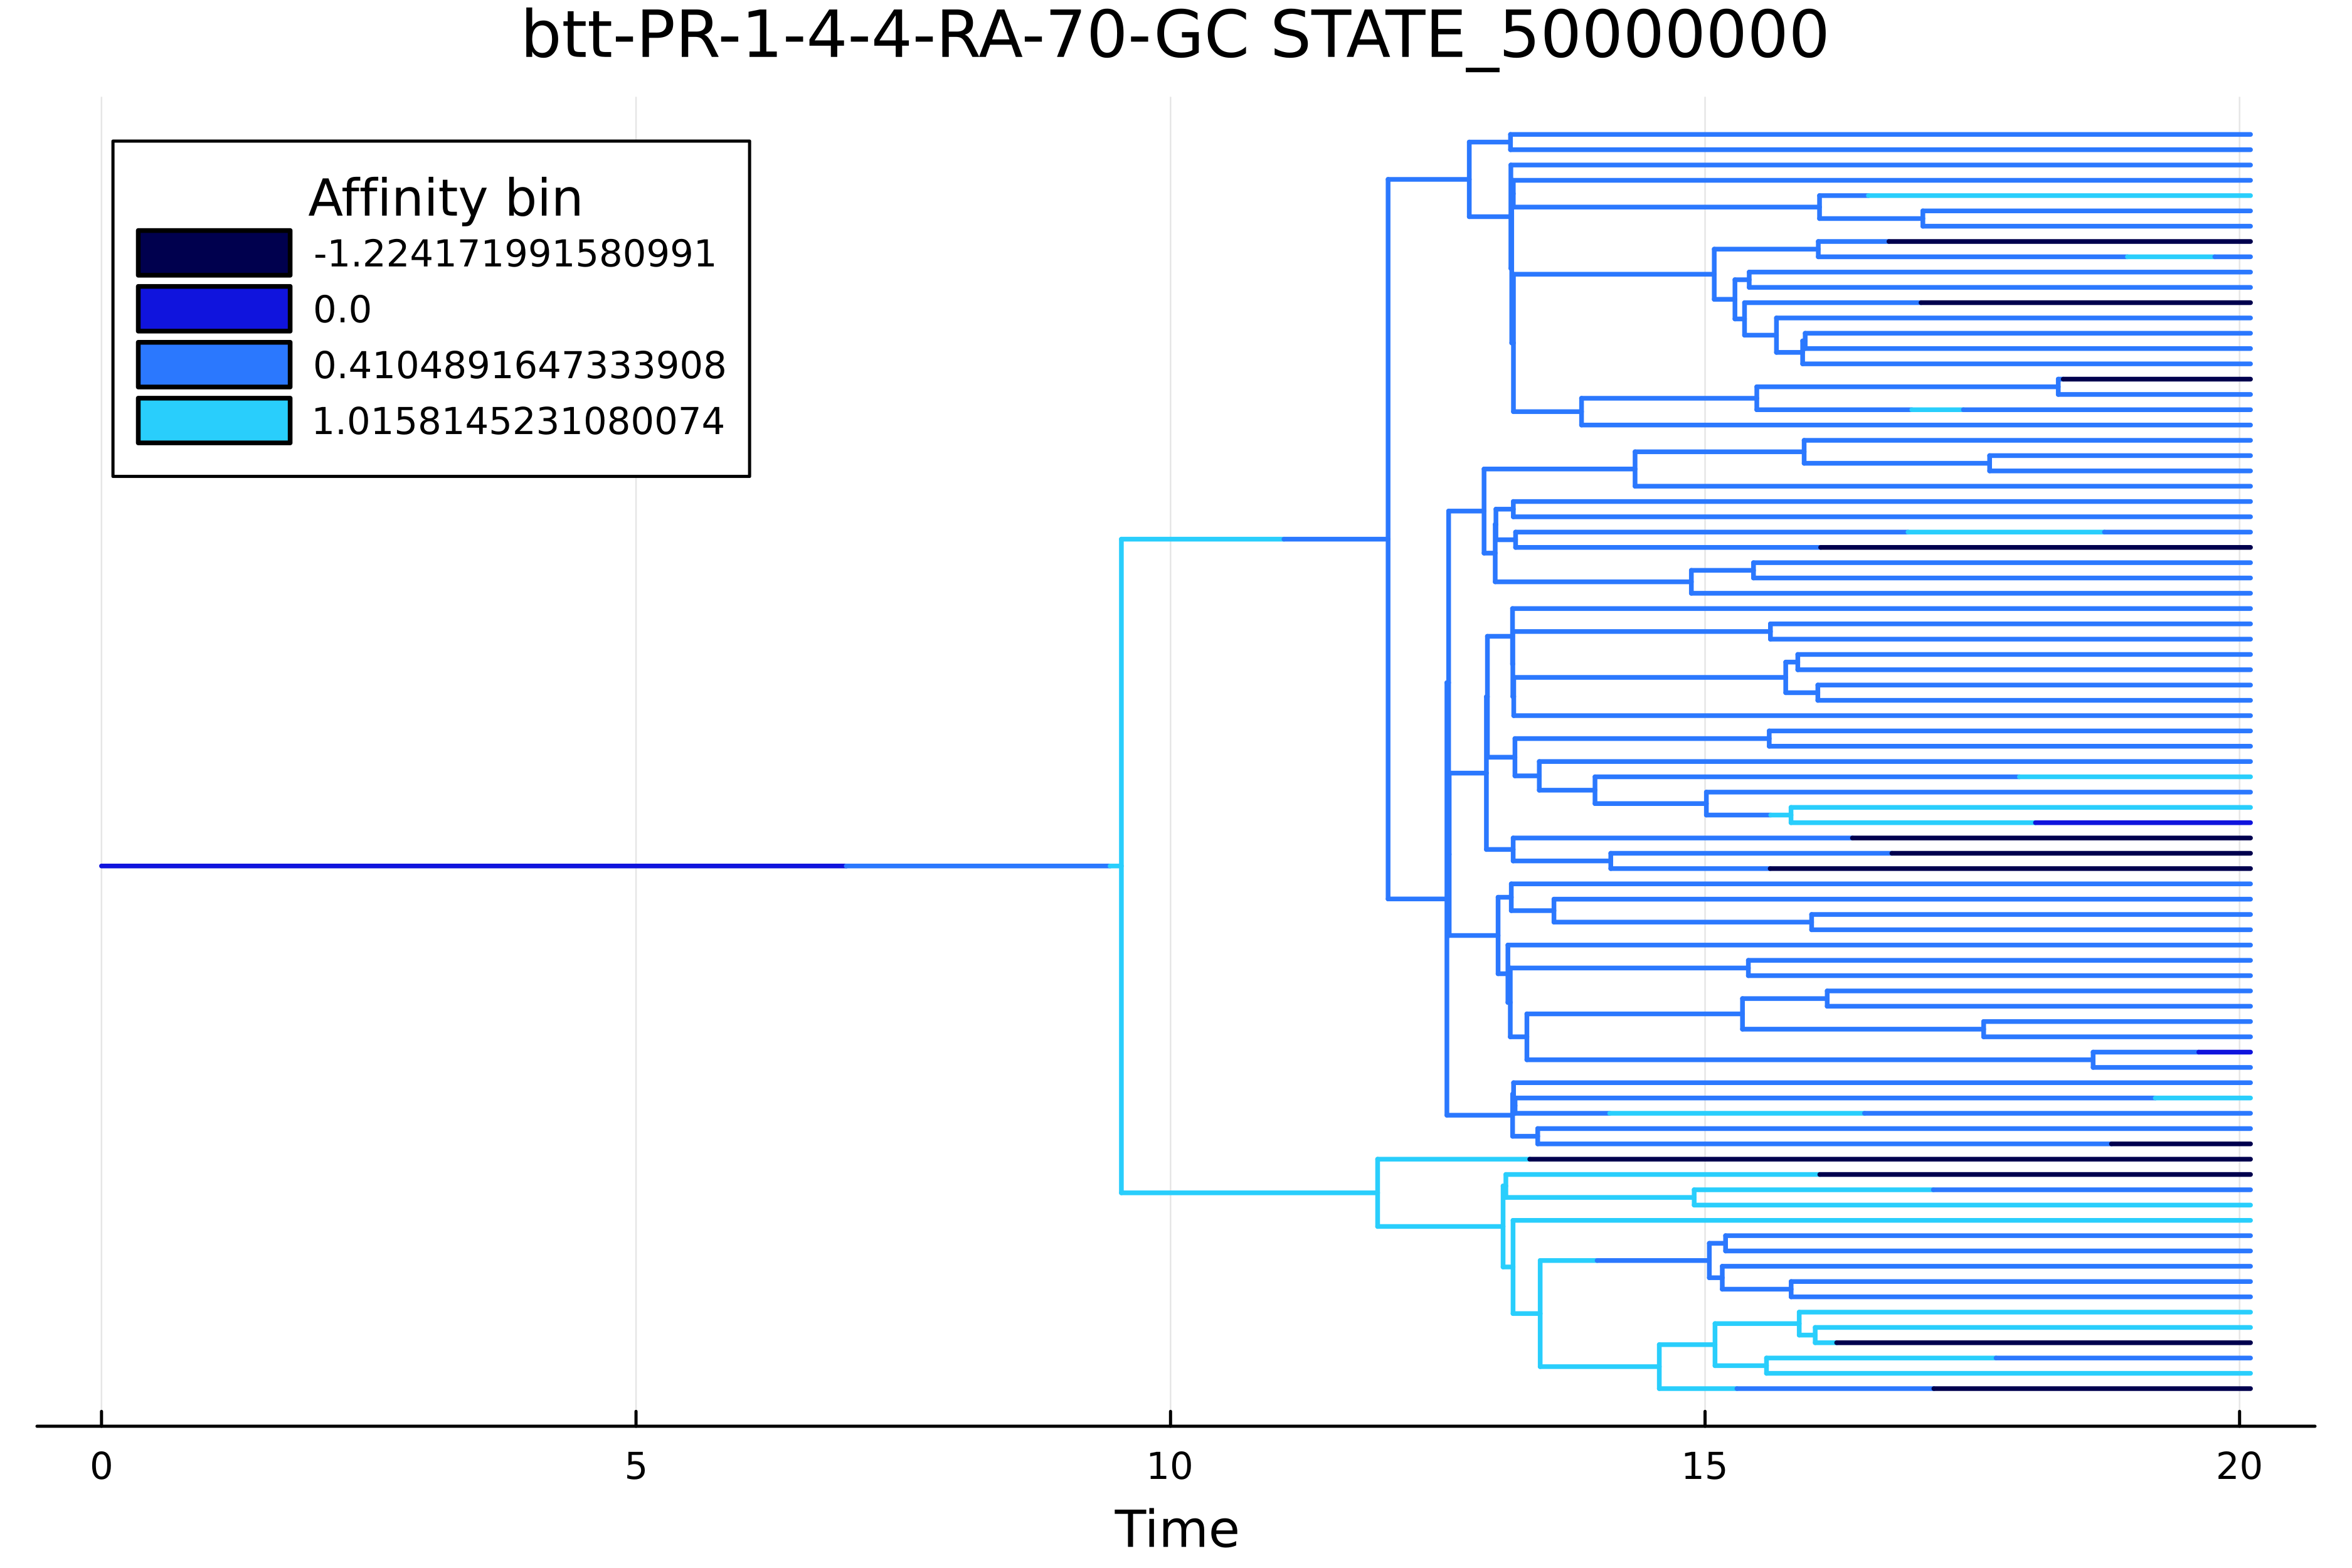 btt-PR-1-4-4-RA-70-GC STATE_50000000
Affinity bin
-1.224171991580991
0.0
0.4104891647333908
1.0158145231080074
0 5 10 15 20
Time